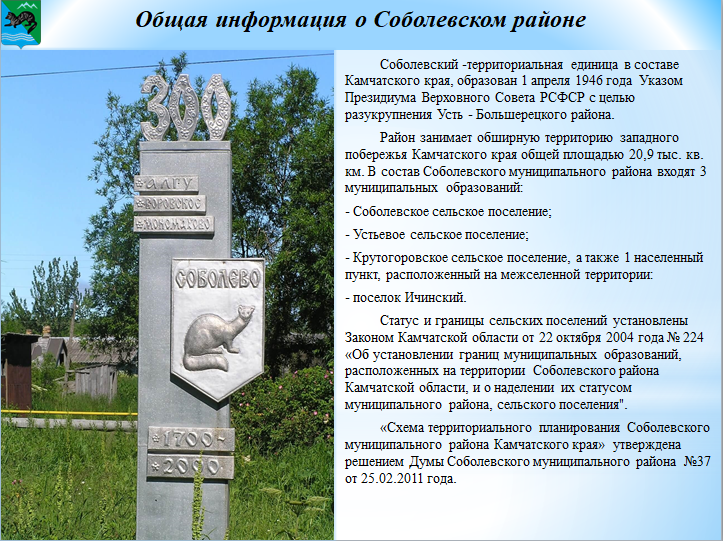 Общая информация о Соболевском районе
300
*АЛГУ
*БОРОВСКОЕ
*МОНОМАХОВО
СОБОЛЕВО
*1700-
*2000
Соболевский -территориальная единица в составе
Камчатского края, образован 1 апреля 1946 года Указом
Президиума Верховного Совета РСФСР с целью
разукрупнения Усть - Большерецкого района.
Район занимает обширную территорию западного
побережья Камчатского края общей площадью 20,9 тыс. кв.
км. В состав Соболевского муниципального района входят 3
муниципальных образований:
- Соболевское сельское поселение;
- Устьевое сельское поселение;
- Крутогоровское сельское поселение, а также 1 населенный
пункт, расположенный на межселенной территории:
- поселок Ичинский.
Статус и границы сельских поселений установлены
Законом Камчатской области от 22 октября 2004 года № 224
«Об установлении границ муниципальных образований,
расположенных на территории Соболевского района
Камчатской области, и о наделении их статусом
муниципального района, сельского поселения".
«Схема территориального планирования Соболевского
муниципального района Камчатского края» утверждена
решением Думы Соболевского муниципального района №37
от 25.02.2011 года.